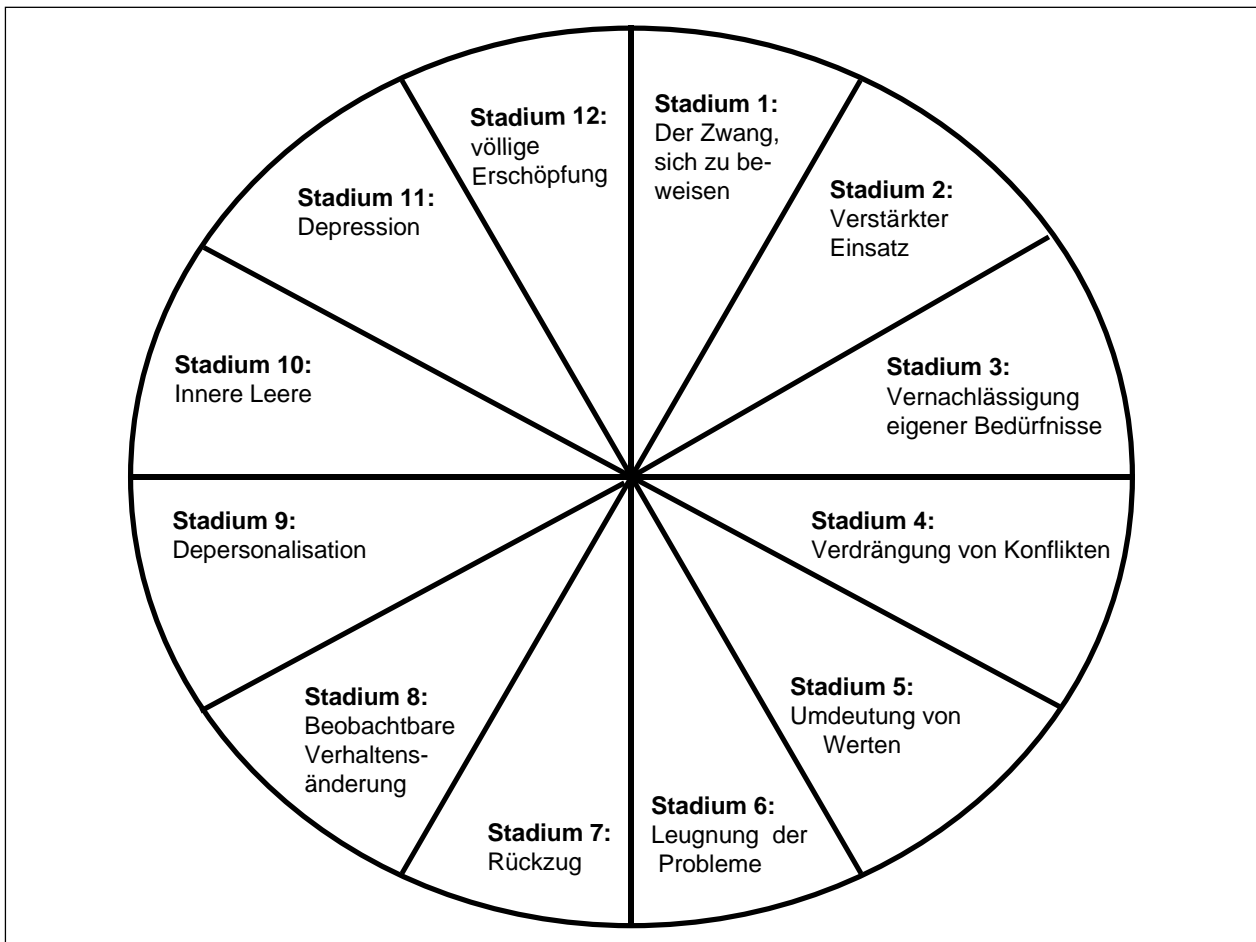 Stadium 1:
Der Zwang,
sich zu be-
weisen
Stadium 2:
Verstärkter
Einsatz
Stadium 3:
Vernachlässigung
eigener Bedürfnisse
Stadium 4:
Verdrängung von Konflikten
Stadium 5:
Umdeutung von
Werten
Stadium 6:
Leugnung der
Probleme
Stadium 7:
Rückzug
Stadium 8:
Beobachtbare
Verhaltens-
änderung
Stadium 9:
Depersonalisation
Stadium 10:
Innere Leere
Stadium 11:
Depression
Stadium 12:
völlige
Erschöpfung